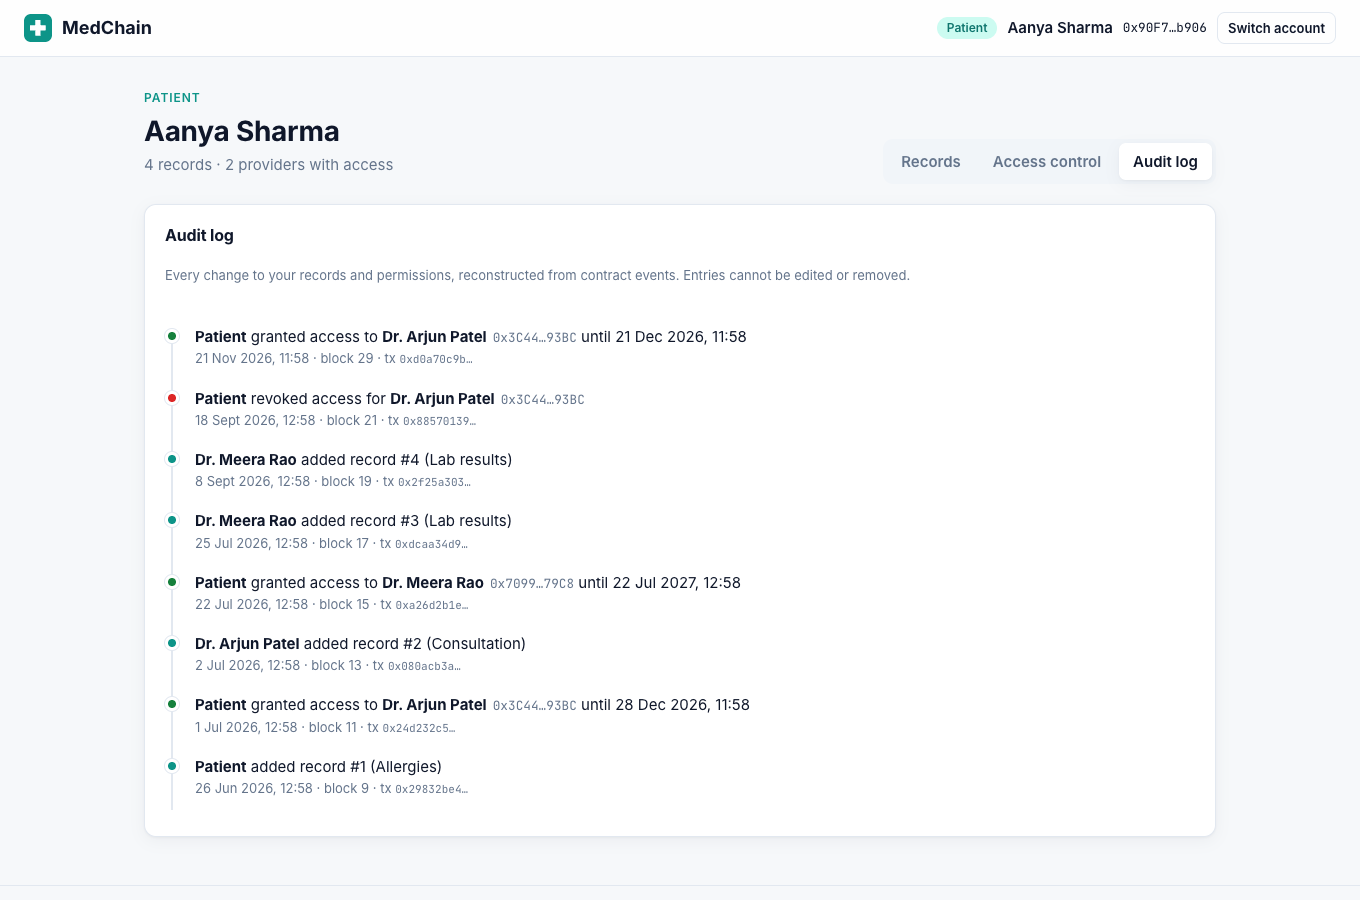 MedChain
Patient Aanya Sharma 0x90F7…b906 Switch account
PATIENT
Aanya Sharma
4 records · 2 providers with access
Records Access control Audit log
Audit log
Every change to your records and permissions, reconstructed from contract events. Entries cannot be edited or removed.
Patient granted access to Dr. Arjun Patel 0x3C44…93BC until 21 Dec 2026, 11:58
21 Nov 2026, 11:58 · block 29 · tx 0xd0a70c9b…
Patient revoked access for Dr. Arjun Patel 0x3C44…93BC
18 Sept 2026, 12:58 · block 21 · tx 0x88570139…
Dr. Meera Rao added record #4 (Lab results)
8 Sept 2026, 12:58 · block 19 · tx 0x2f25a303…
Dr. Meera Rao added record #3 (Lab results)
25 Jul 2026, 12:58 · block 17 · tx 0xdcaa34d9…
Patient granted access to Dr. Meera Rao 0x7099…79C8 until 22 Jul 2027, 12:58
22 Jul 2026, 12:58 · block 15 · tx 0xa26d2b1e…
Dr. Arjun Patel added record #2 (Consultation)
2 Jul 2026, 12:58 · block 13 · tx 0x080acb3a…
Patient granted access to Dr. Arjun Patel 0x3C44…93BC until 28 Dec 2026, 11:58
1 Jul 2026, 12:58 · block 11 · tx 0x24d232c5…
Patient added record #1 (Allergies)
26 Jun 2026, 12:58 · block 9 · tx 0x29832be4…